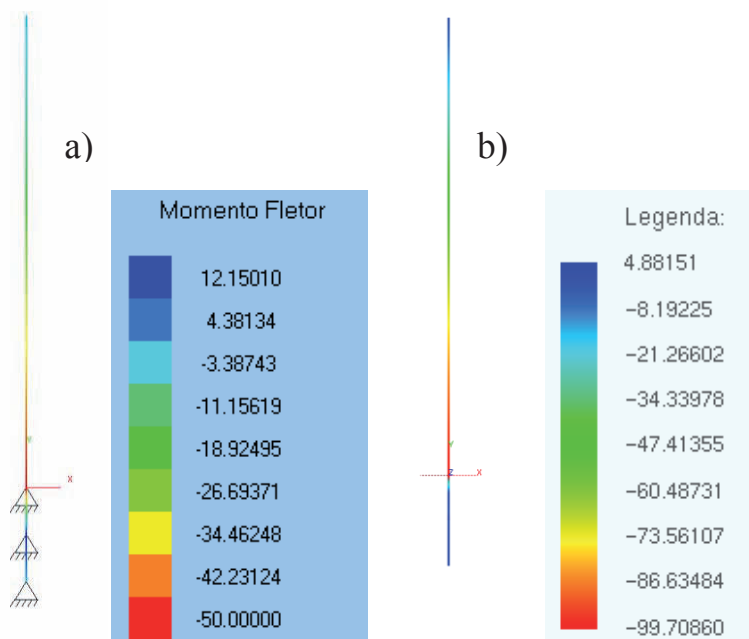 a)
Momento Fletor
12.15010
4.38134
-3.38743
-11.15619
-18.92495
-26.69371
-34.46248
-42.23124
-50.00000
Y
X
b)
Legenda:
4.88151
-8.19225
-21.26602
-34.33978
-47.41355
-60.48731
-73.56107
-86.63484
-99.70860
Y
Z
X